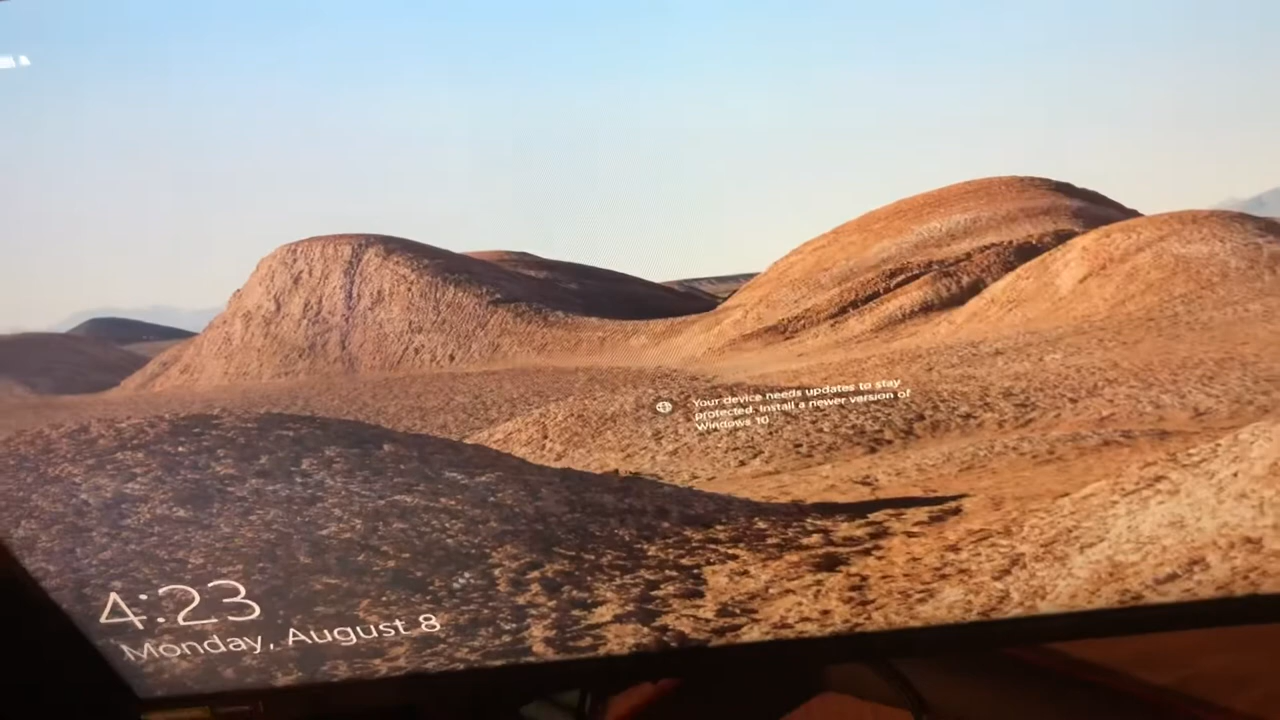 Your device needs updates to stay
protected. Install a newer version of
Windows 10
4:23
Monday, August 8